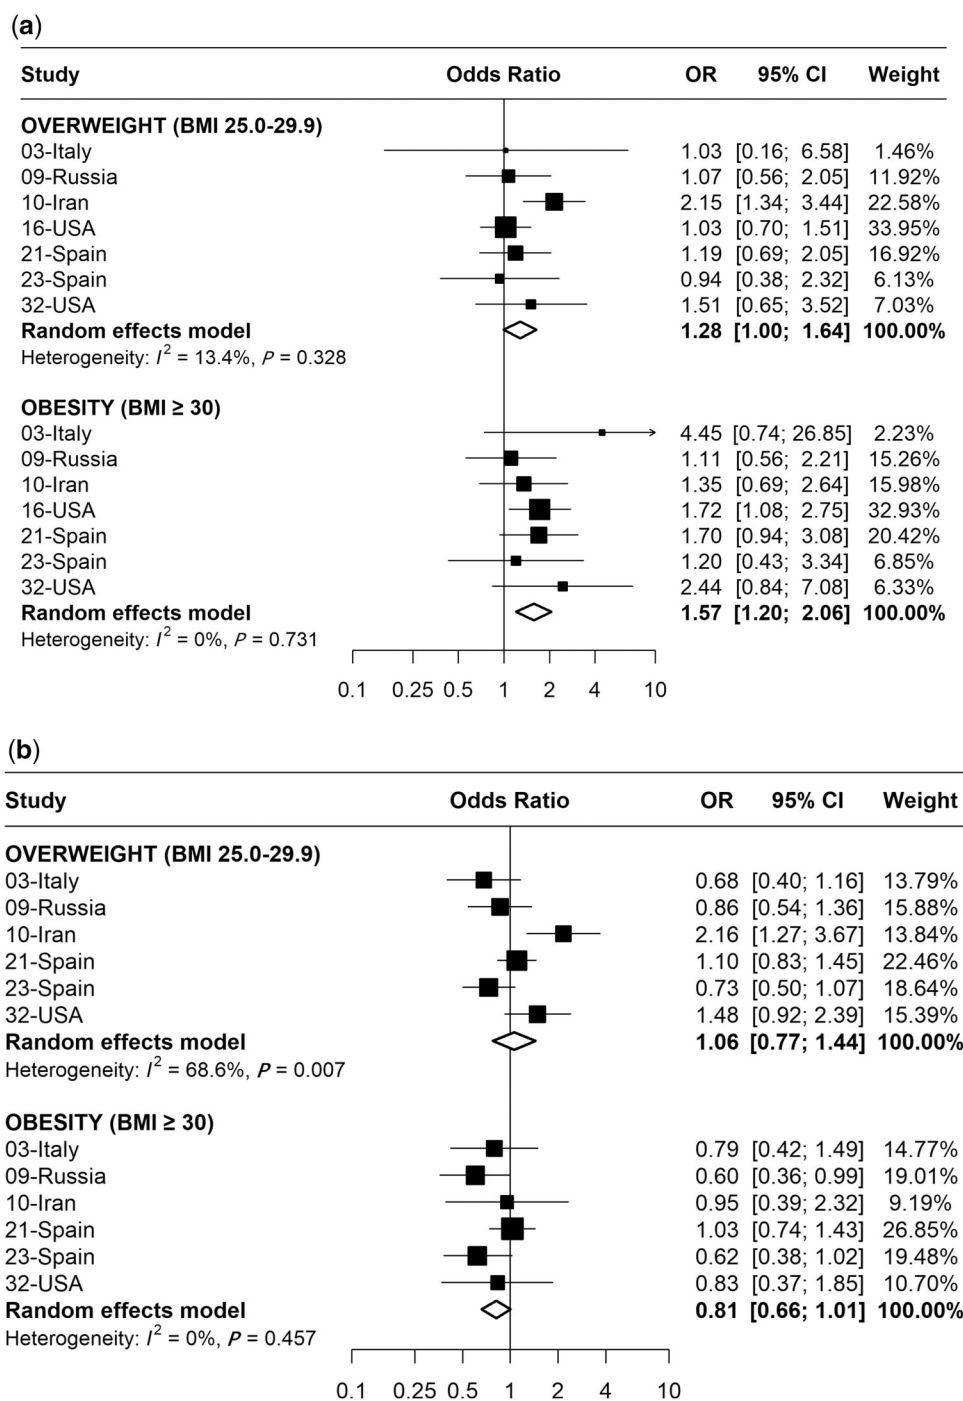 (a)
Study Odds Ratio OR 95% CI Weight
OVERWEIGHT (BMI 25.0-29.9)
03-Italy 1.03 [0.16; 6.58] 1.46%
09-Russia 1.07 [0.56; 2.05] 11.92%
10-Iran 2.15 [1.34; 3.44] 22.58%
16-USA 1.03 [0.70; 1.51] 33.95%
21-Spain 1.19 [0.69; 2.05] 16.92%
23-Spain 0.94 [0.38; 2.32] 6.13%
32-USA 1.51 [0.65; 3.52] 7.03%
Random effects model 1.28 [1.00; 1.64] 100.00%
Heterogeneity: I² = 13.4%, P = 0.328
OBESITY (BMI ≥ 30)
03-Italy 4.45 [0.74; 26.85] 2.23%
09-Russia 1.11 [0.56; 2.21] 15.26%
10-Iran 1.35 [0.69; 2.64] 15.98%
16-USA 1.72 [1.08; 2.75] 32.93%
21-Spain 1.70 [0.94; 3.08] 20.42%
23-Spain 1.20 [0.43; 3.34] 6.85%
32-USA 2.44 [0.84; 7.08] 6.33%
Random effects model 1.57 [1.20; 2.06] 100.00%
Heterogeneity: I² = 0%, P = 0.731
0.1 0.25 0.5 1 2 4 10
(b)
Study Odds Ratio OR 95% CI Weight
OVERWEIGHT (BMI 25.0-29.9)
03-Italy 0.68 [0.40; 1.16] 13.79%
09-Russia 0.86 [0.54; 1.36] 15.88%
10-Iran 2.16 [1.27; 3.67] 13.84%
21-Spain 1.10 [0.83; 1.45] 22.46%
23-Spain 0.73 [0.50; 1.07] 18.64%
32-USA 1.48 [0.92; 2.39] 15.39%
Random effects model 1.06 [0.77; 1.44] 100.00%
Heterogeneity: I² = 68.6%, P = 0.007
OBESITY (BMI ≥ 30)
03-Italy 0.79 [0.42; 1.49] 14.77%
09-Russia 0.60 [0.36; 0.99] 19.01%
10-Iran 0.95 [0.39; 2.32] 9.19%
21-Spain 1.03 [0.74; 1.43] 26.85%
23-Spain 0.62 [0.38; 1.02] 19.48%
32-USA 0.83 [0.37; 1.85] 10.70%
Random effects model 0.81 [0.66; 1.01] 100.00%
Heterogeneity: I² = 0%, P = 0.457
0.1 0.25 0.5 1 2 4 10